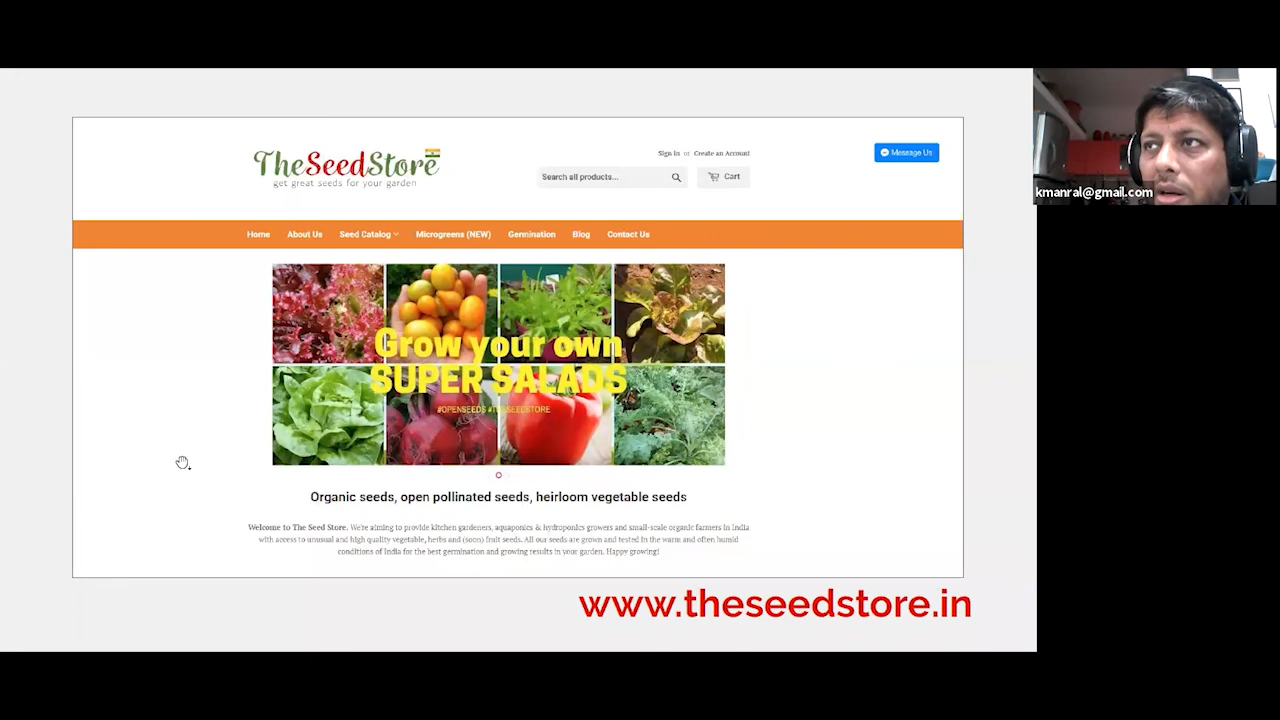 TheSeedStore
get great seeds for your garden
Sign in or Create an Account
Search all products...
Cart
Message Us
kmanral@gmail.com
Home About Us Seed Catalog Microgreens (NEW) Germination Blog Contact Us
Grow your own
SUPER SALADS
#OPENSEEDS #THESEEDSTORE
Organic seeds, open pollinated seeds, heirloom vegetable seeds
Welcome to The Seed Store. We're aiming to provide kitchen gardeners, aquaponics & hydroponics growers and small-scale organic farmers in India
with access to unusual and high quality vegetable, herbs and (soon) fruit seeds. All our seeds are grown and tested in the warm and often humid
conditions of India for the best germination and growing results in your garden. Happy growing!
www.theseedstore.in